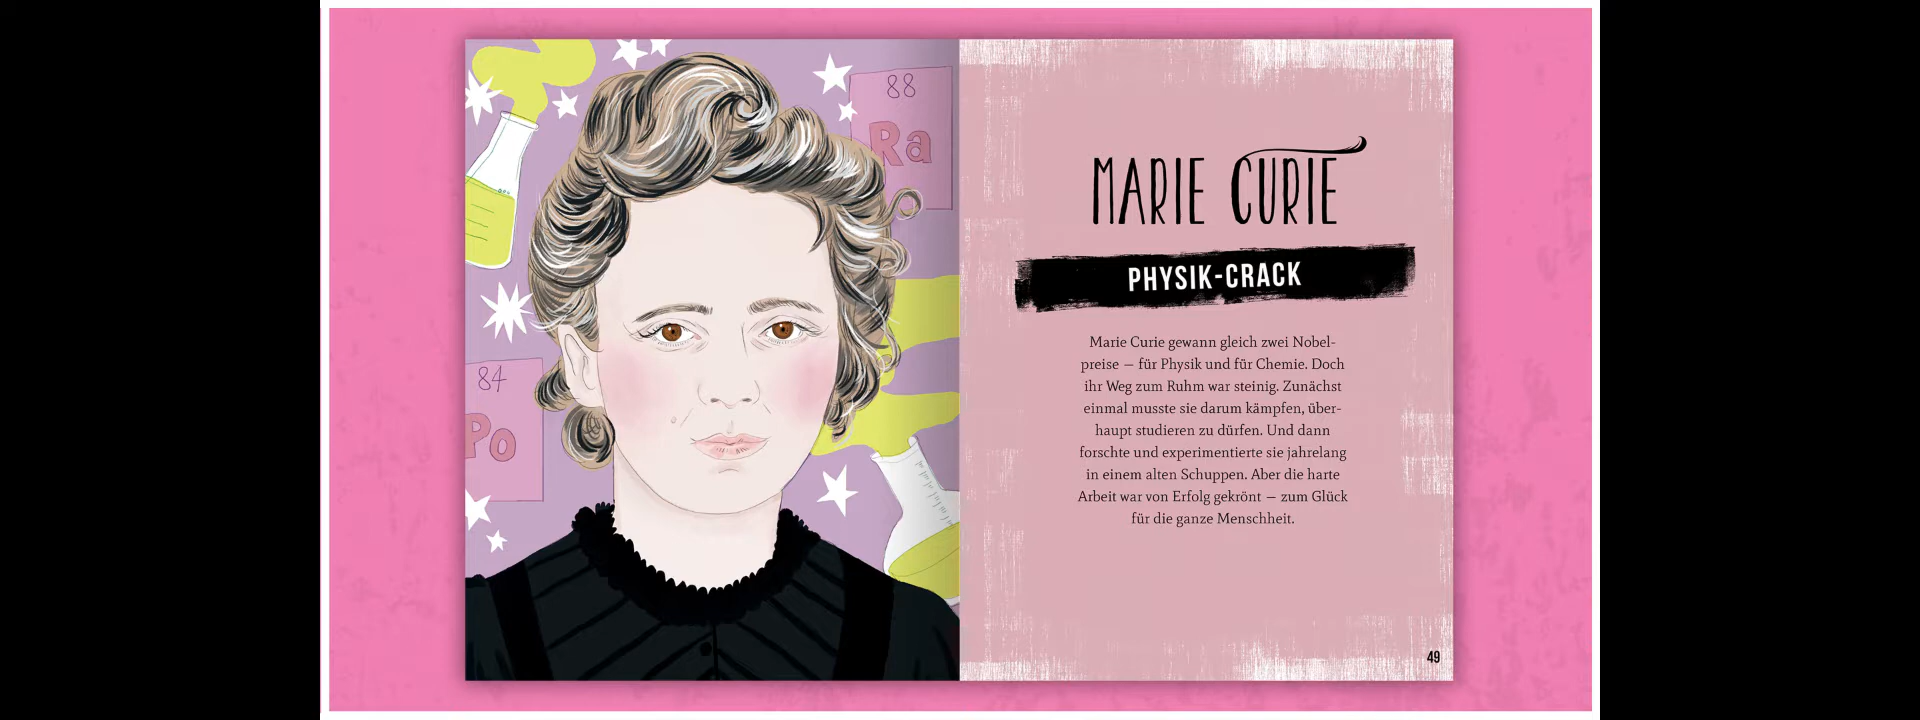 88
Ra
84
Po
MARIE CURIE
PHYSIK-CRACK
Marie Curie gewann gleich zwei Nobel-
preise – für Physik und für Chemie. Doch
ihr Weg zum Ruhm war steinig. Zunächst
einmal musste sie darum kämpfen, über-
haupt studieren zu dürfen. Und dann
forschte und experimentierte sie jahrelang
in einem alten Schuppen. Aber die harte
Arbeit war von Erfolg gekrönt – zum Glück
für die ganze Menschheit.
49